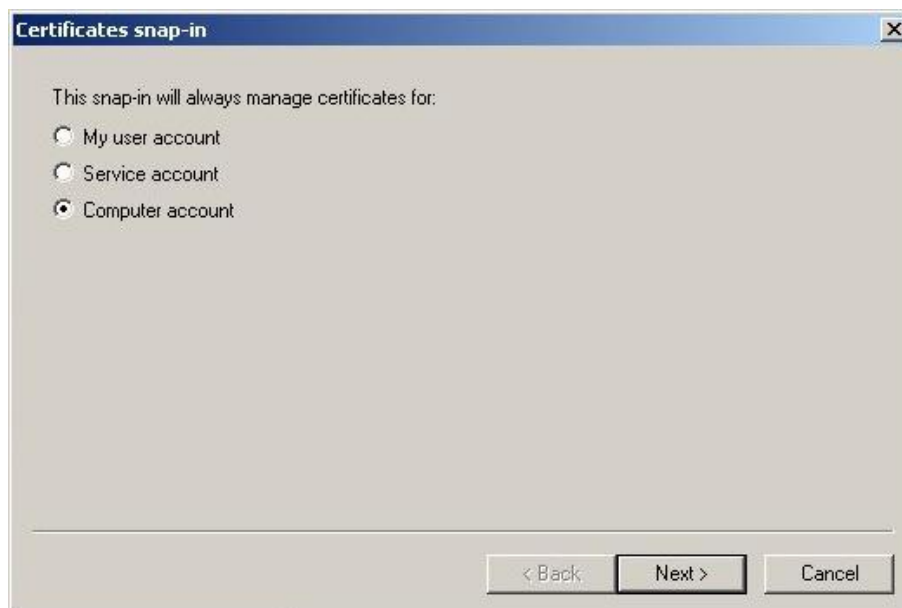 Certificates snap-in
This snap-in will always manage certificates for:
My user account
Service account
Computer account
< Back
Next >
Cancel